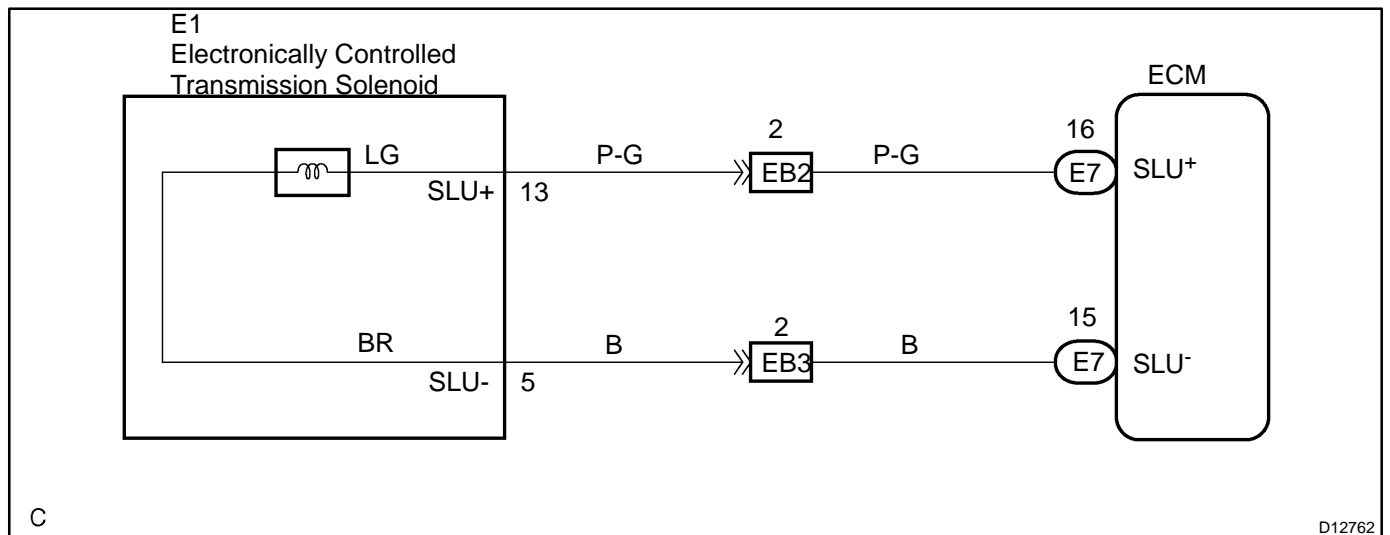 E1
Electronically Controlled
Transmission Solenoid
ECM
2
16
LG
P-G
EB2
P-G
E7
SLU+
SLU+
13
2
15
BR
B
EB3
B
E7
SLU-
SLU-
5
C
D12762